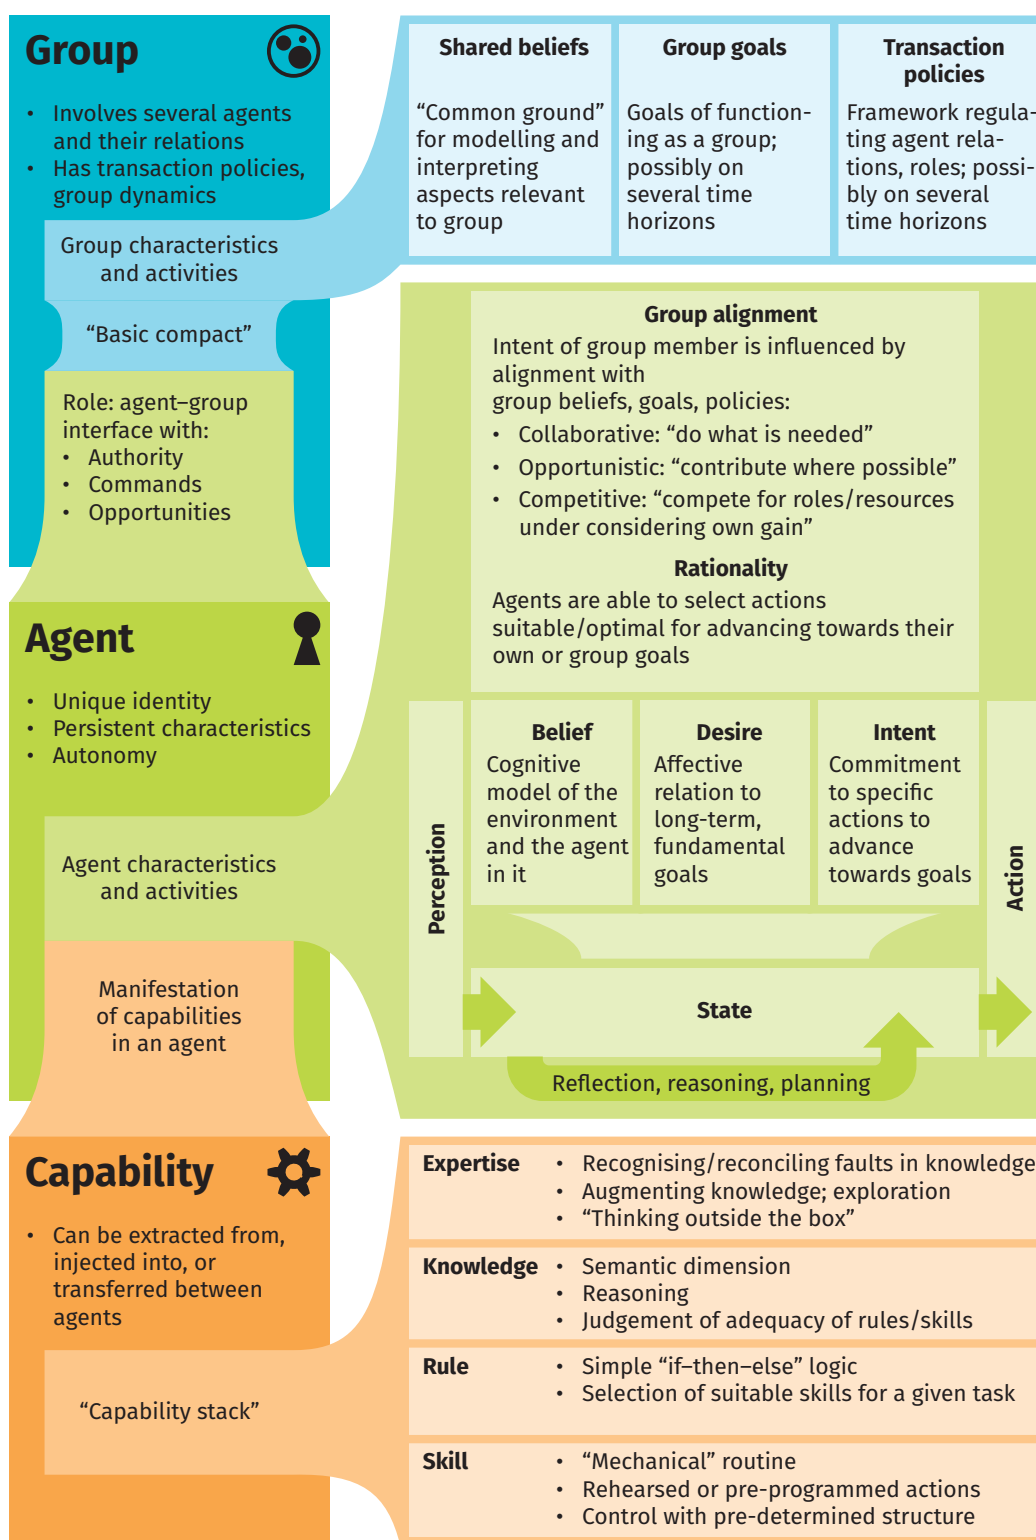 Group
• Involves several agents
and their relations
• Has transaction policies,
group dynamics
Group characteristics
and activities
“Basic compact”
Role: agent–group
interface with:
• Authority
• Commands
• Opportunities
Shared beliefs
“Common ground”
for modelling and
interpreting
aspects relevant
to group
Group goals
Goals of function-
ing as a group;
possibly on
several time
horizons
Transaction
policies
Framework regula-
ting agent rela-
tions, roles; possi-
bly on several
time horizons
Agent
• Unique identity
• Persistent characteristics
• Autonomy
Agent characteristics
and activities
Manifestation
of capabilities
in an agent
Group alignment
Intent of group member is influenced by
alignment with
group beliefs, goals, policies:
• Collaborative: “do what is needed”
• Opportunistic: “contribute where possible”
• Competitive: “compete for roles/resources
under considering own gain”
Rationality
Agents are able to select actions
suitable/optimal for advancing towards their
own or group goals
Perception
Belief
Cognitive
model of the
environment
and the agent
in it
Desire
Affective
relation to
long-term,
fundamental
goals
Intent
Commitment
to specific
actions to
advance
towards goals
Action
State
Reflection, reasoning, planning
Capability
• Can be extracted from,
injected into, or
transferred between
agents
“Capability stack”
Expertise
• Recognising/reconciling faults in knowledge
• Augmenting knowledge; exploration
• “Thinking outside the box”
Knowledge
• Semantic dimension
• Reasoning
• Judgement of adequacy of rules/skills
Rule
• Simple “if–then–else” logic
• Selection of suitable skills for a given task
Skill
• “Mechanical” routine
• Rehearsed or pre-programmed actions
• Control with pre-determined structure